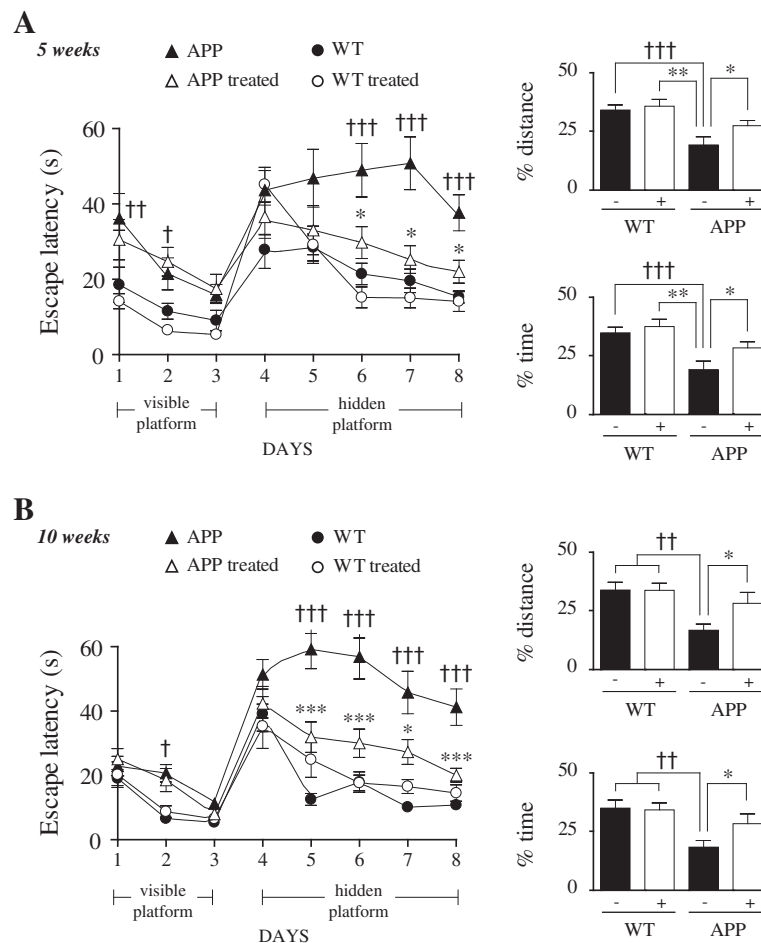 A
5 weeks
▲ APP
● WT
△ APP treated
○ WT treated
Escape latency (s)
60
40
20
0
††
†
†††
†††
†††
*
*
*
1 2 3 4 5 6 7 8
visible platform
hidden platform
DAYS
% distance
50
25
0
†††
**
*
- + - +
WT APP
% time
50
25
0
†††
**
*
- + - +
WT APP
B
10 weeks
▲ APP
● WT
△ APP treated
○ WT treated
Escape latency (s)
60
40
20
0
†
†††
†††
†††
†††
***
***
*
***
1 2 3 4 5 6 7 8
visible platform
hidden platform
DAYS
% distance
50
25
0
††
*
- + - +
WT APP
% time
50
25
0
††
*
- + - +
WT APP